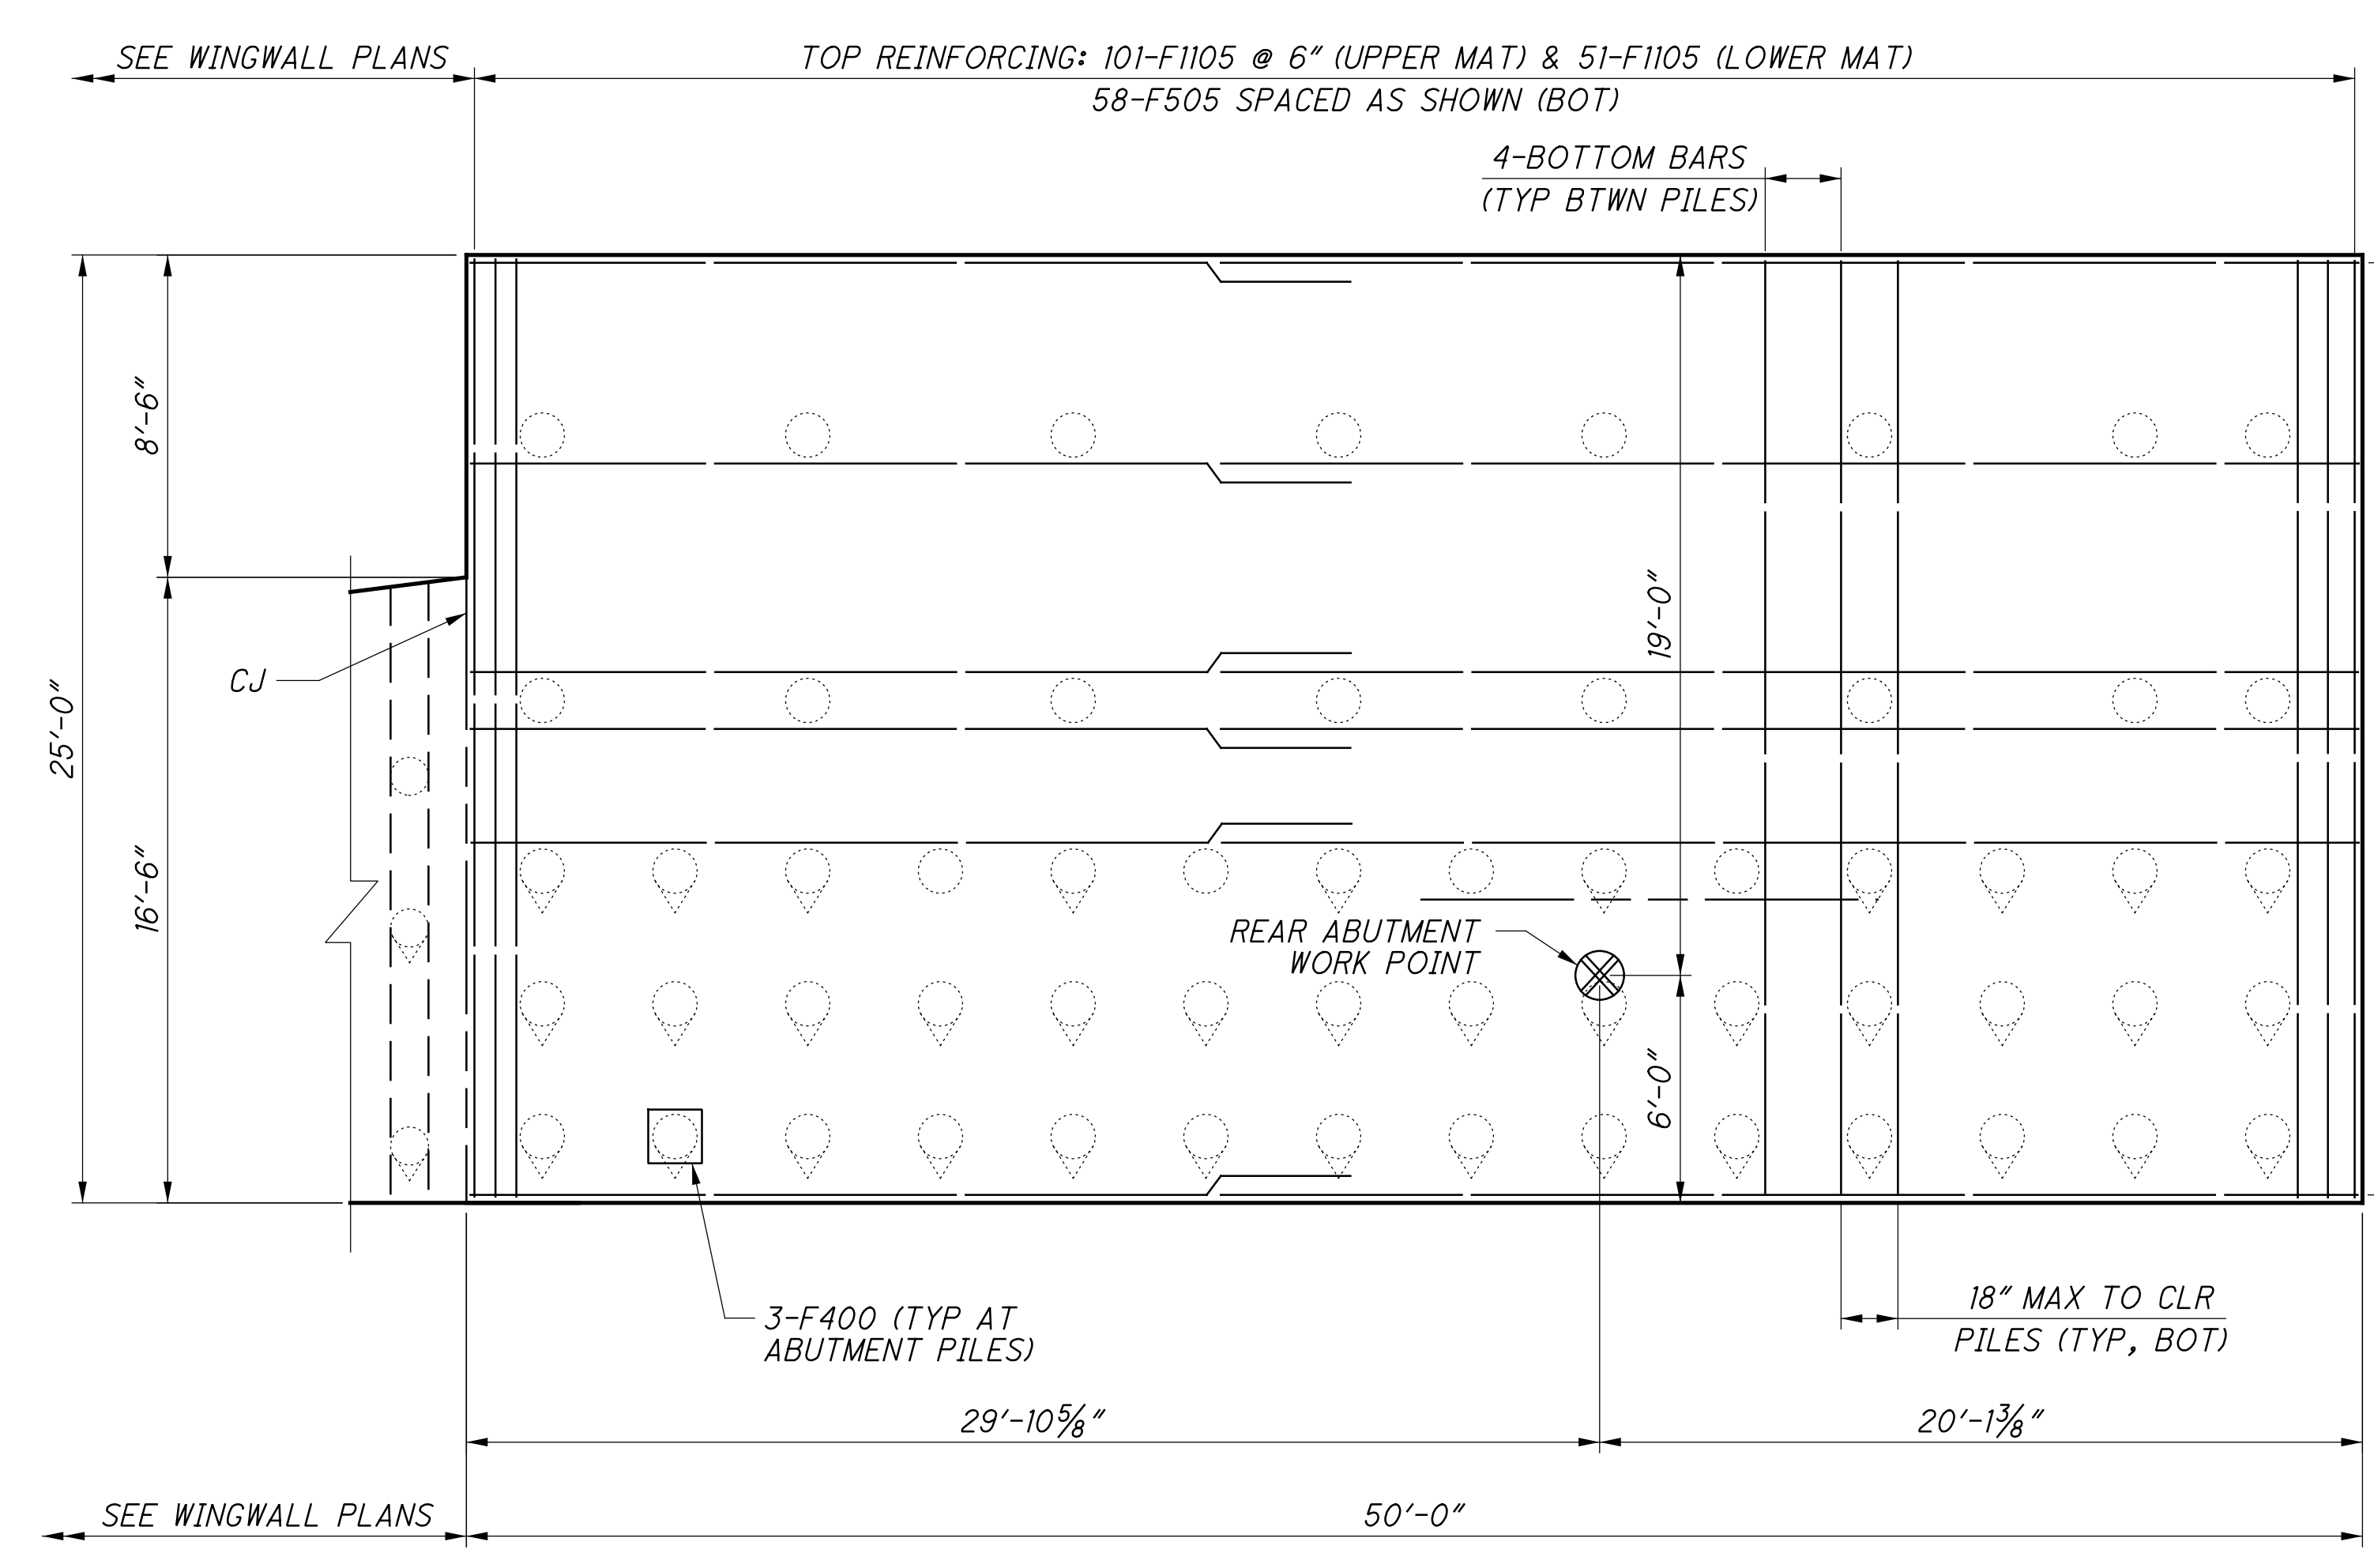 SEE WINGWALL PLANS
TOP REINFORCING: 101-F1105 @ 6" (UPPER MAT) & 51-F1105 (LOWER MAT)
58-F505 SPACED AS SHOWN (BOT)
4-BOTTOM BARS
(TYP BTWN PILES)
8'-6"
25'-0"
16'-6"
CJ
19'-0"
REAR ABUTMENT
WORK POINT
6'-0"
3-F400 (TYP AT
ABUTMENT PILES)
18" MAX TO CLR
PILES (TYP, BOT)
29'-10⅝"
20'-1⅜"
SEE WINGWALL PLANS
50'-0"